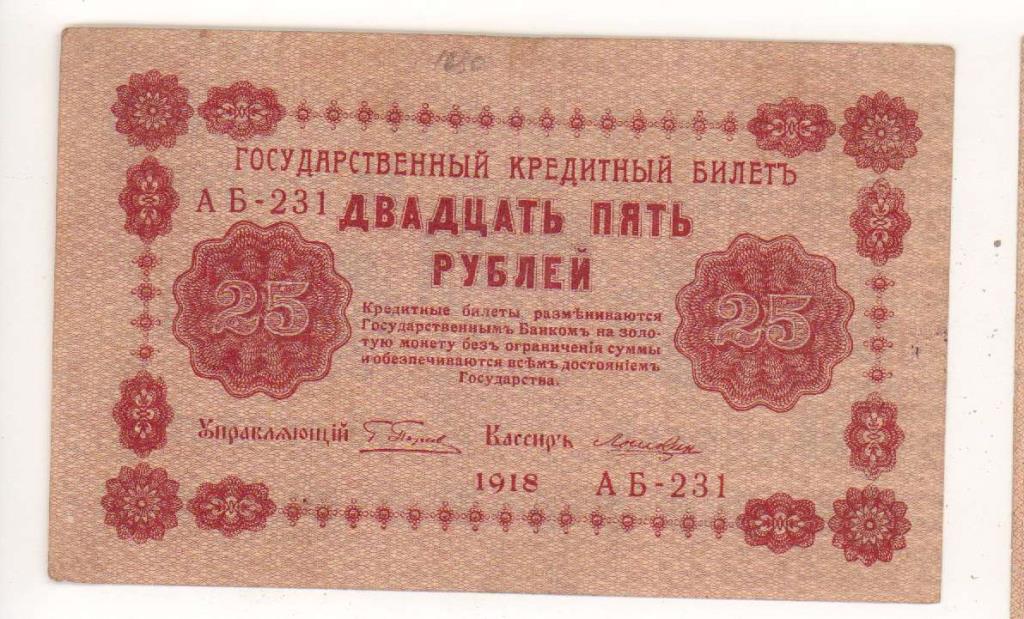 ГОСУДАРСТВЕННЫЙ КРЕДИТНЫЙ БИЛЕТЪ
АБ-231 ДВАДЦАТЬ ПЯТЬ
РУБЛЕЙ
25
25
Кредитные билеты размѣниваются
Государственнымъ Банкомъ на золо-
тую монету безъ ограниченія суммы
и обезпечиваются всѣмъ достояніемъ
Государства.
Управляющій Кассиръ
1918 АБ-231